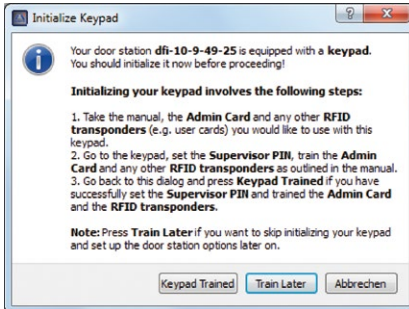 Initialize Keypad
Your door station dfi-10-9-49-25 is equipped with a keypad.
You should initialize it now before proceeding!
Initializing your keypad involves the following steps:
1. Take the manual, the Admin Card and any other RFID
transponders (e.g. user cards) you would like to use with this
keypad.
2. Go to the keypad, set the Supervisor PIN, train the Admin
Card and any other RFID transponders as outlined in the manual.
3. Go back to this dialog and press Keypad Trained if you have
successfully set the Supervisor PIN and trained the Admin Card
and the RFID transponders.
Note: Press Train Later if you want to skip initializing your keypad
and set up the door station options later on.
Keypad Trained Train Later Abbrechen